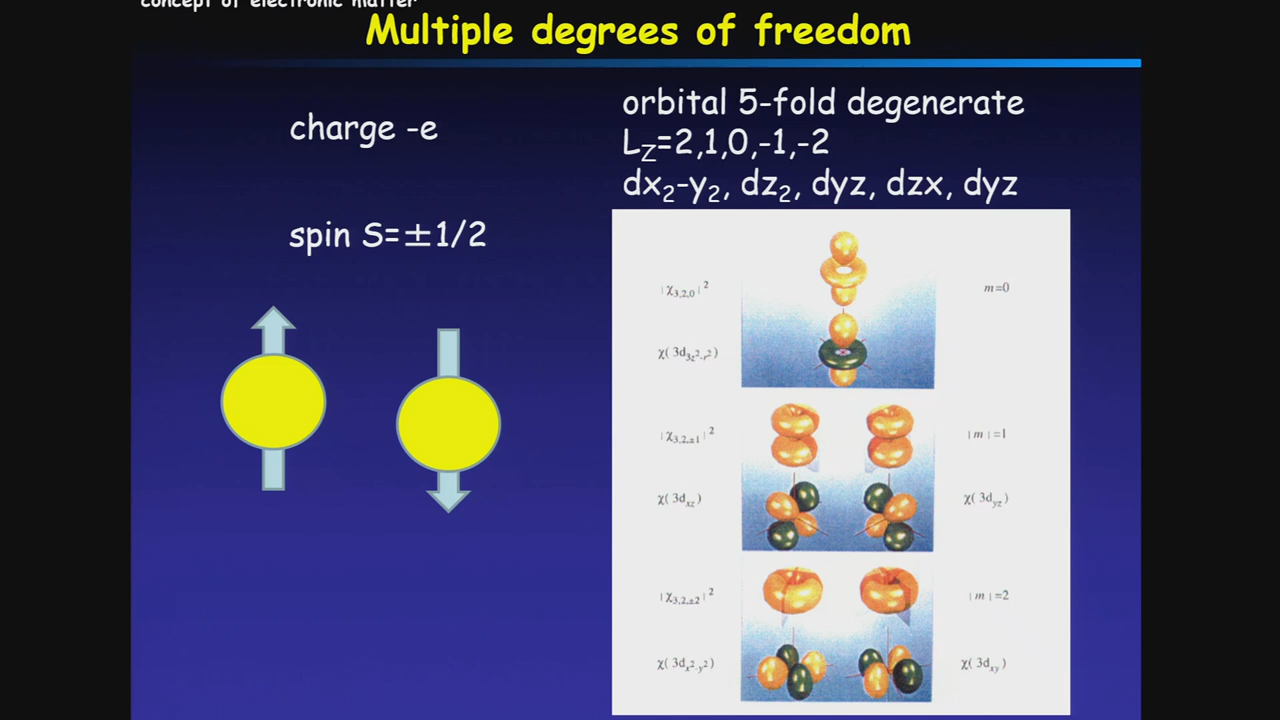 concept of electronic matter
Multiple degrees of freedom
charge -e
spin S=±1/2
orbital 5-fold degenerate
L_Z=2,1,0,-1,-2
dx₂-y₂, dz₂, dyz, dzx, dyz
|χ3,2,0|² m=0
χ(3d3z²-r²)
|χ3,2,±1|² |m|=1
χ(3dxz) χ(3dyz)
|χ3,2,±2|² |m|=2
χ(3dx²-y²) χ(3dxy)